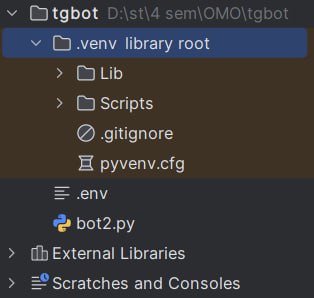 tgbot D:\st\4 sem\OMO\tgbot
.venv library root
Lib
Scripts
.gitignore
pyvenv.cfg
.env
bot2.py
External Libraries
Scratches and Consoles